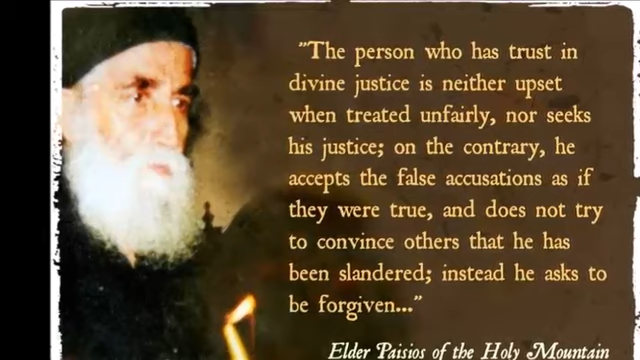 "The person who has trust in
divine justice is neither upset
when treated unfairly, nor seeks
his justice; on the contrary, he
accepts the false accusations as if
they were true, and does not try
to convince others that he has
been slandered; instead he asks to
be forgiven..."
Elder Paisios of the Holy Mountain